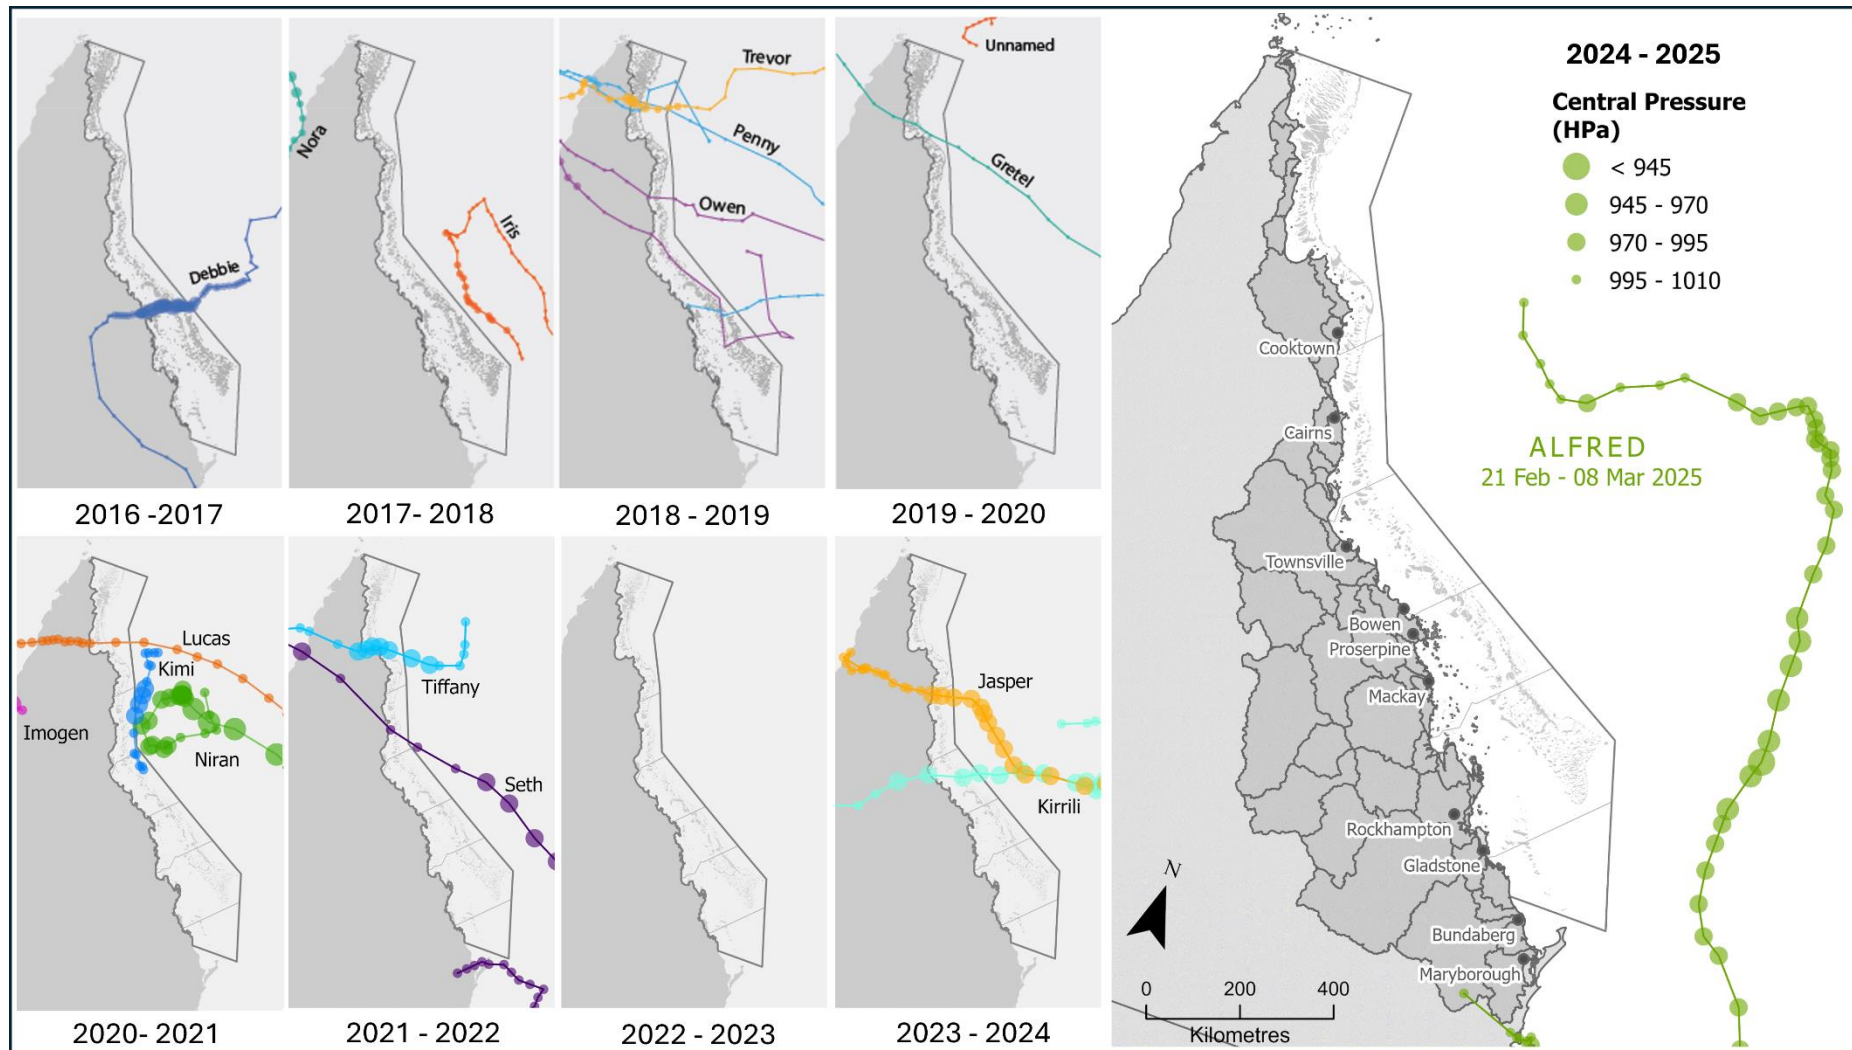 Debbie
2016 -2017
Nora
Iris
2017- 2018
Trevor
Penny
Owen
2018 - 2019
Unnamed
Gretel
2019 - 2020
Lucas
Kimi
Imogen
Niran
2020- 2021
Tiffany
Seth
2021 - 2022
2022 - 2023
Jasper
Kirrili
2023 - 2024
2024 - 2025
Central Pressure
(HPa)
< 945
945 - 970
970 - 995
995 - 1010
Cooktown
Cairns
ALFRED
21 Feb - 08 Mar 2025
Townsville
Bowen
Proserpine
Mackay
Rockhampton
Gladstone
N
Bundaberg
Maryborough
0 200 400
Kilometres